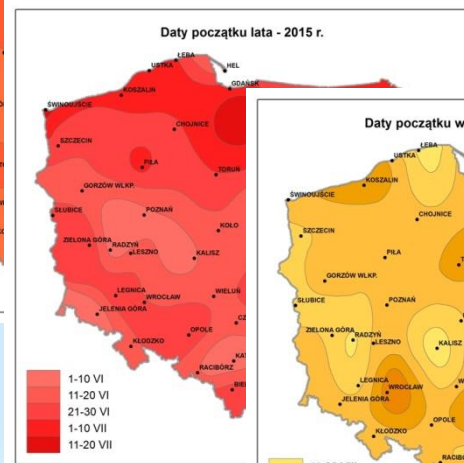 Daty początku lata - 2015 r.
ŁEBA
USTKA
HEL
GDAŃSK
KOSZALIN
ŚWINOUJŚCIE
CHOJNICE
SZCZECIN
PIŁA
TORUŃ
GORZÓW WLKP.
SŁUBICE
POZNAŃ
KOŁO
ZIELONA GÓRA
RADZYŃ
LESZNO
KALISZ
LEGNICA
WROCŁAW
WIELUŃ
JELENIA GÓRA
OPOLE
KŁODZKO
RACIBÓRZ
1-10 VI
11-20 VI
21-30 VI
1-10 VII
11-20 VII
Daty początku w
ŁEBA
USTKA
KOSZALIN
ŚWINOUJŚCIE
CHOJNICE
SZCZECIN
PIŁA
GORZÓW WLKP.
SŁUBICE
POZNAŃ
ZIELONA GÓRA
RADZYŃ
LESZNO
KALISZ
LEGNICA
WROCŁAW
JELENIA GÓRA
OPOLE
KŁODZKO